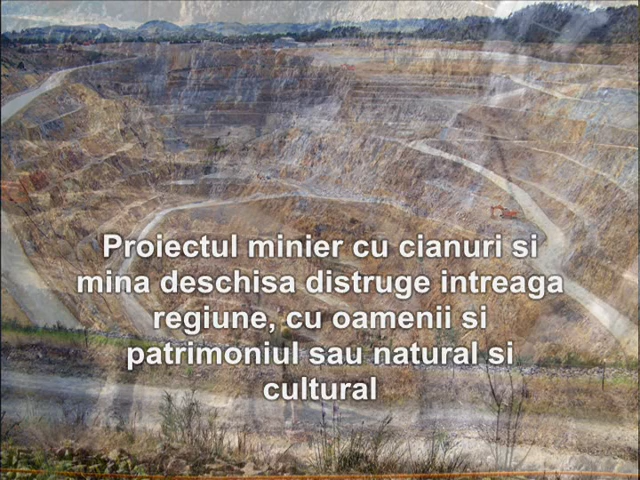 Proiectul minier cu cianuri si
mina deschisa distruge intreaga
regiune, cu oamenii si
patrimoniul sau natural si
cultural